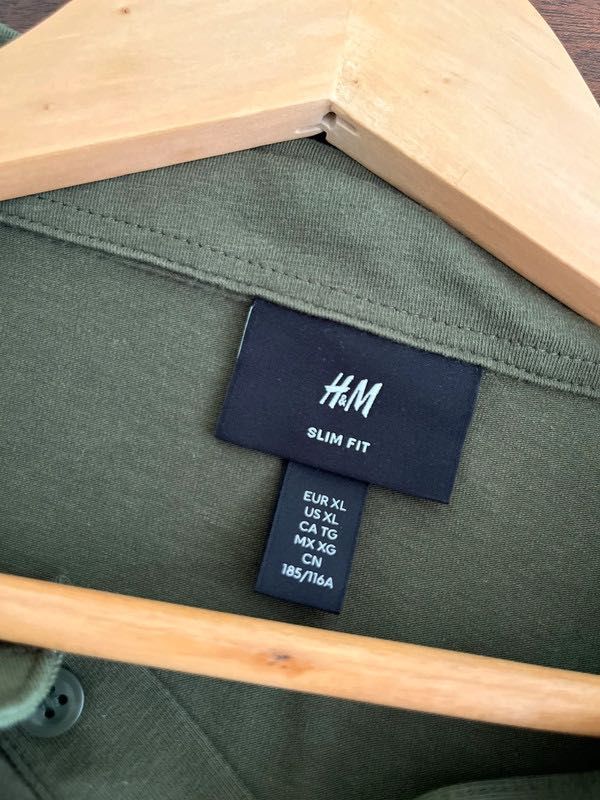 H&M
SLIM FIT
EUR XL
US XL
CA TG
MX XG
CN
185/116A